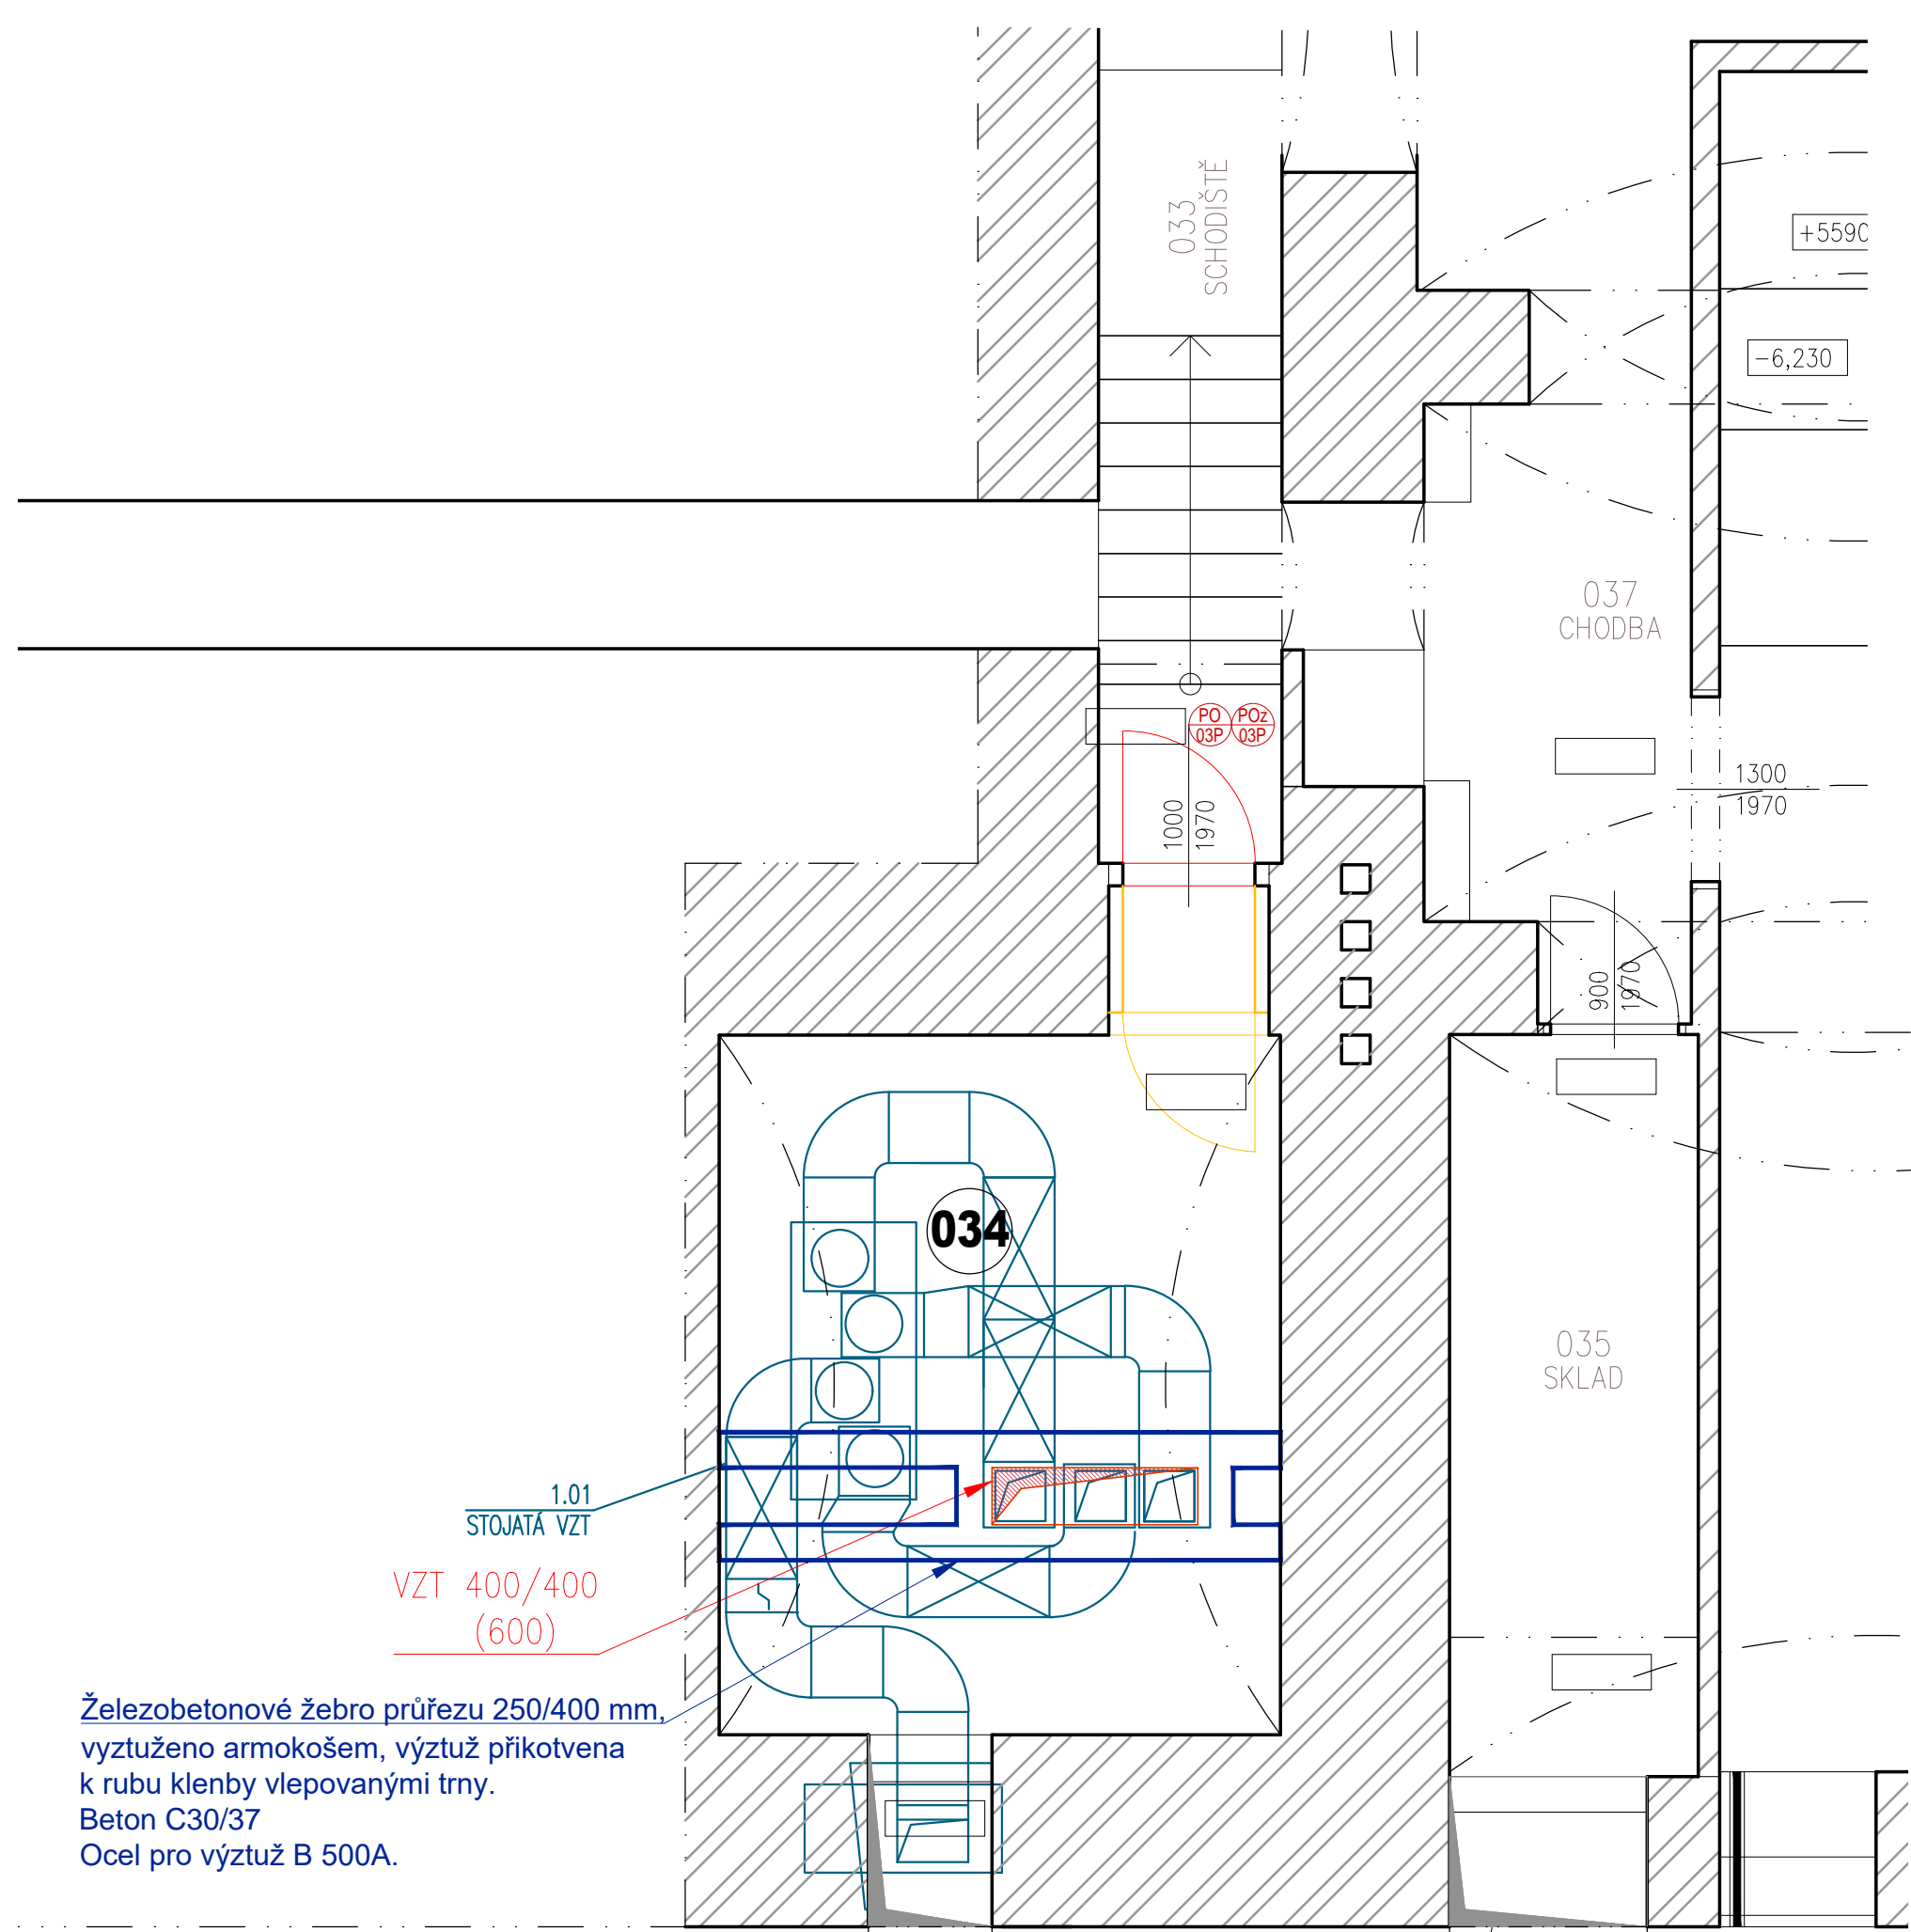 033
SCHODIŠTĚ
+5590
-6,230
037
CHODBA
PO
03P
POz
03P
1000
1970
1300
1970
900
1970
034
035
SKLAD
1.01
STOJATÁ VZT
VZT 400/400
(600)
Železobetonové žebro průřezu 250/400 mm,
vyztuženo armokošem, výztuž přikotvena
k rubu klenby vlepovanými trny.
Beton C30/37
Ocel pro výztuž B 500A.